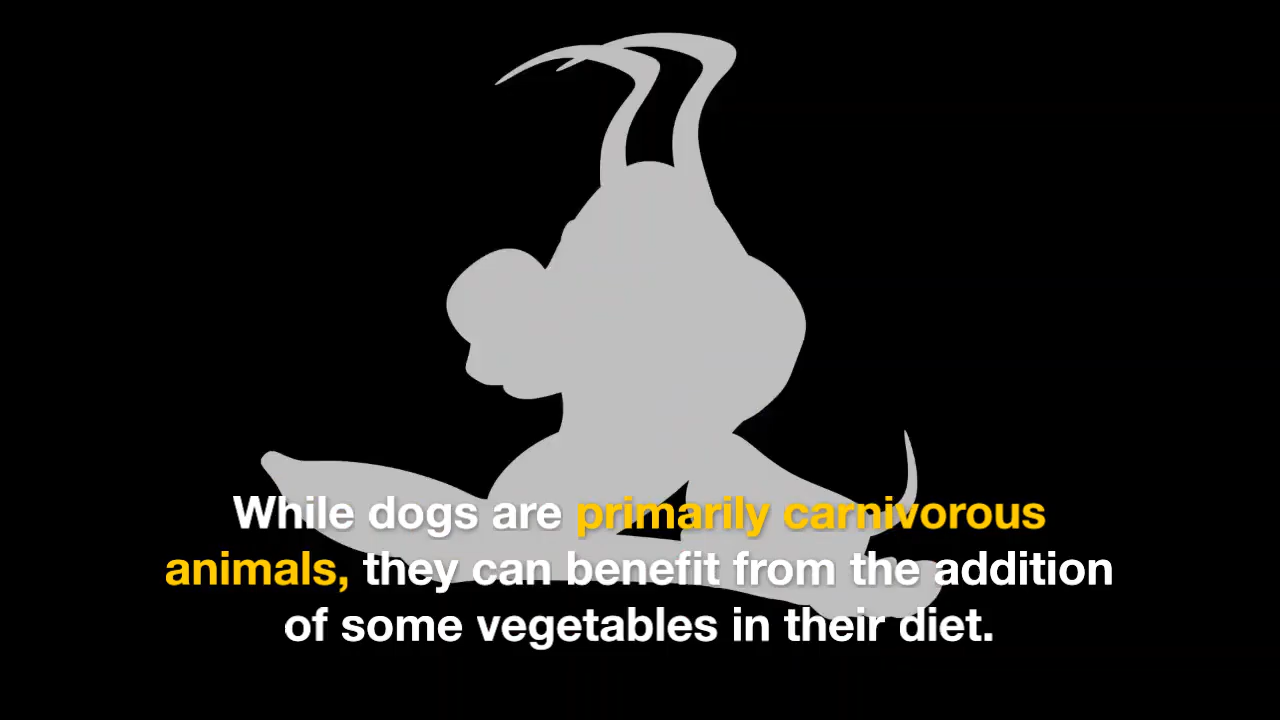 While dogs are primarily carnivorous
animals, they can benefit from the addition
of some vegetables in their diet.